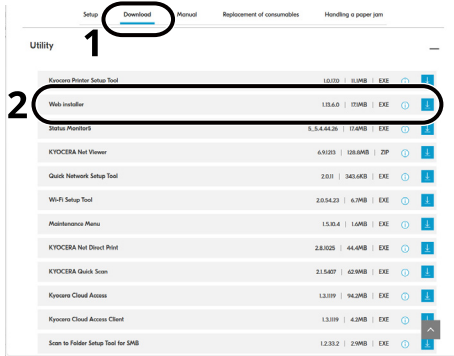 Setup Download Manual Replacement of consumables Handling a paper jam
1
Utility
Kyocera Printer Setup Tool 1.0.17.0 | 11.1MB | EXE
2
Web installer 1.13.6.0 | 17.1MB | EXE
Status Monitor5 5_5.4.44.26 | 17.4MB | EXE
KYOCERA Net Viewer 6.9.1213 | 128.8MB | ZIP
Quick Network Setup Tool 2.0.11 | 343.6KB | EXE
Wi-Fi Setup Tool 2.0.54.23 | 6.7MB | EXE
Maintenance Menu 1.5.10.4 | 1.6MB | EXE
KYOCERA Net Direct Print 2.8.1025 | 44.4MB | EXE
KYOCERA Quick Scan 2.1.5407 | 62.9MB | EXE
Kyocera Cloud Access 1.3.1119 | 94.2MB | EXE
Kyocera Cloud Access Client 1.3.1119 | 4.2MB | EXE
Scan to Folder Setup Tool for SMB 1.2.33.2 | 2.9MB | EXE